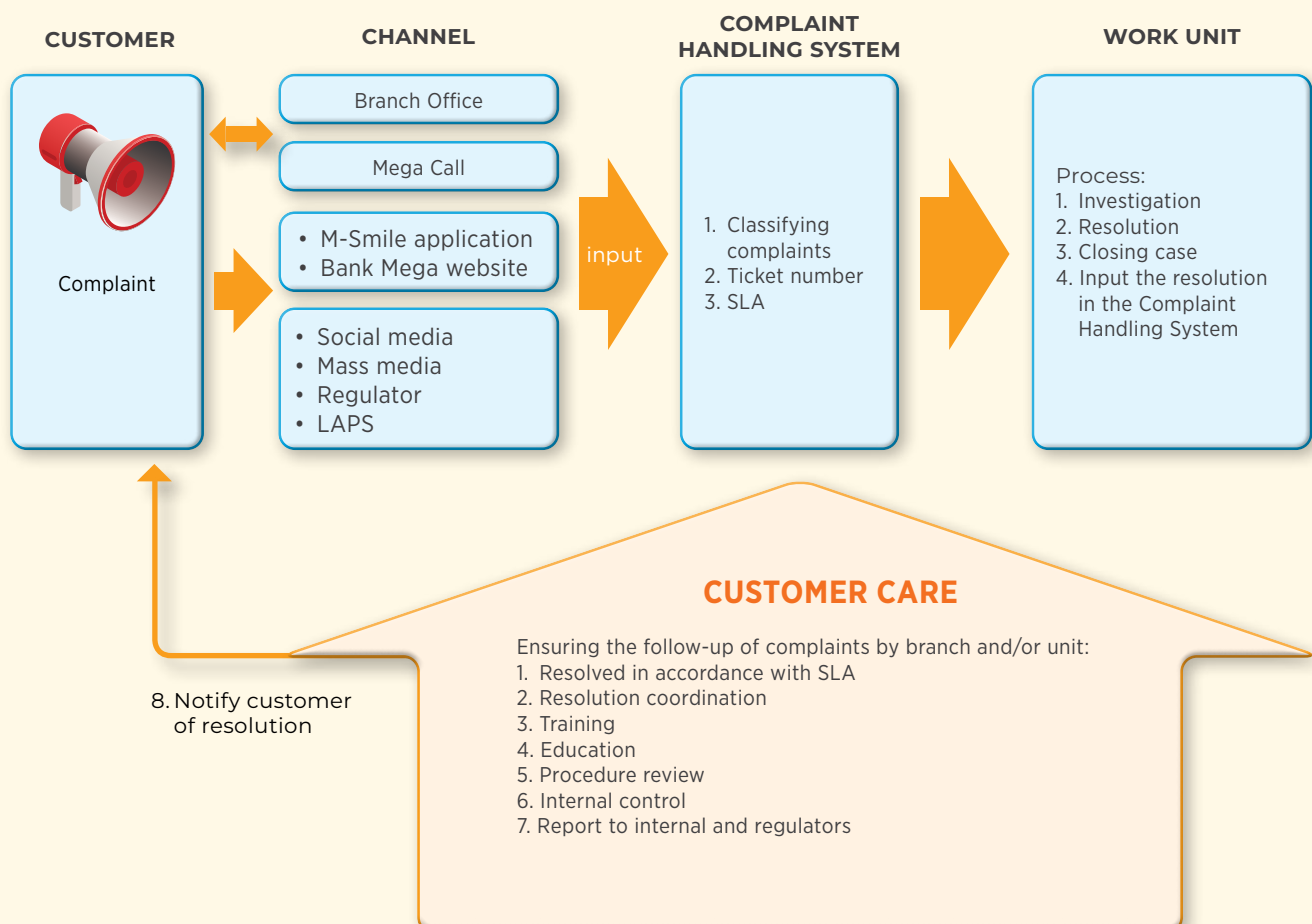 CUSTOMER
Complaint
CHANNEL
Branch Office
Mega Call
• M-Smile application
• Bank Mega website
• Social media
• Mass media
• Regulator
• LAPS
input
COMPLAINT
HANDLING SYSTEM
1. Classifying
complaints
2. Ticket number
3. SLA
WORK UNIT
Process:
1. Investigation
2. Resolution
3. Closing case
4. Input the resolution
in the Complaint
Handling System
CUSTOMER CARE
Ensuring the follow-up of complaints by branch and/or unit:
1. Resolved in accordance with SLA
2. Resolution coordination
3. Training
4. Education
5. Procedure review
6. Internal control
7. Report to internal and regulators
8. Notify customer
of resolution